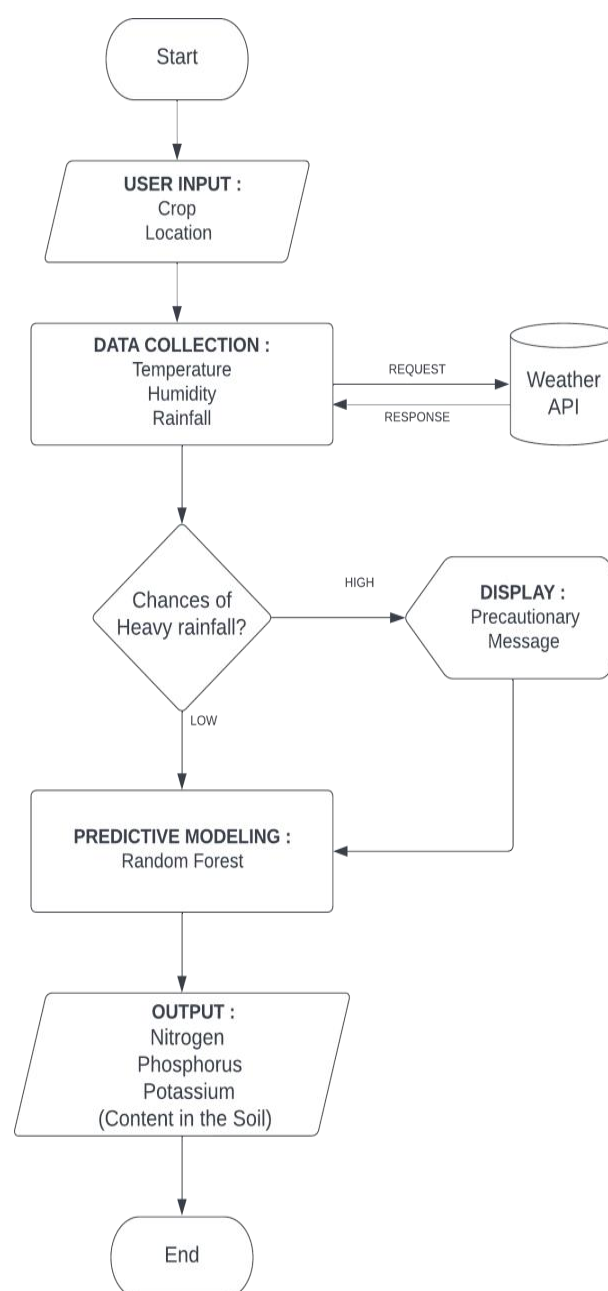 Start
USER INPUT :
Crop
Location
DATA COLLECTION :
Temperature
Humidity
Rainfall
REQUEST
RESPONSE
Weather
API
Chances of
Heavy rainfall?
HIGH
DISPLAY :
Precautionary
Message
LOW
PREDICTIVE MODELING :
Random Forest
OUTPUT :
Nitrogen
Phosphorus
Potassium
(Content in the Soil)
End